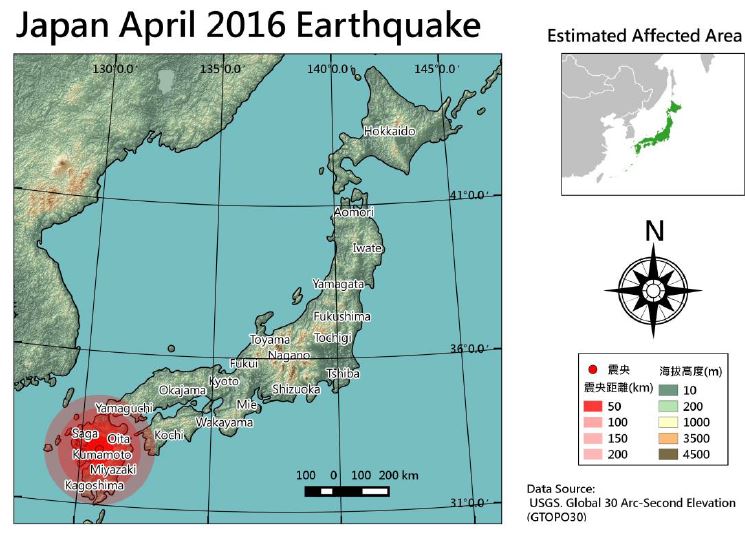 Japan April 2016 Earthquake
Estimated Affected Area
130°0.0′ 135°0.0′ 140°0.0′ 145°0.0′
Hokkaido
41°0.0′
Aomori
Iwate
Yamagata
Fukushima
Toyama Tochigi
Nagano
36°0.0′
Fukui
Tshiba
Kyoto
Okajama Shizuoka
Mie
Yamaguchi
Wakayama
Saga Oita Kochi
Kumamoto
Miyazaki
Kagoshima
31°0.0′
100 0 100 200 km
N
震央
震央距離(km)
50
100
150
200
海拔高度(m)
10
200
1000
3500
4500
Data Source:
USGS. Global 30 Arc-Second Elevation
(GTOPO30)